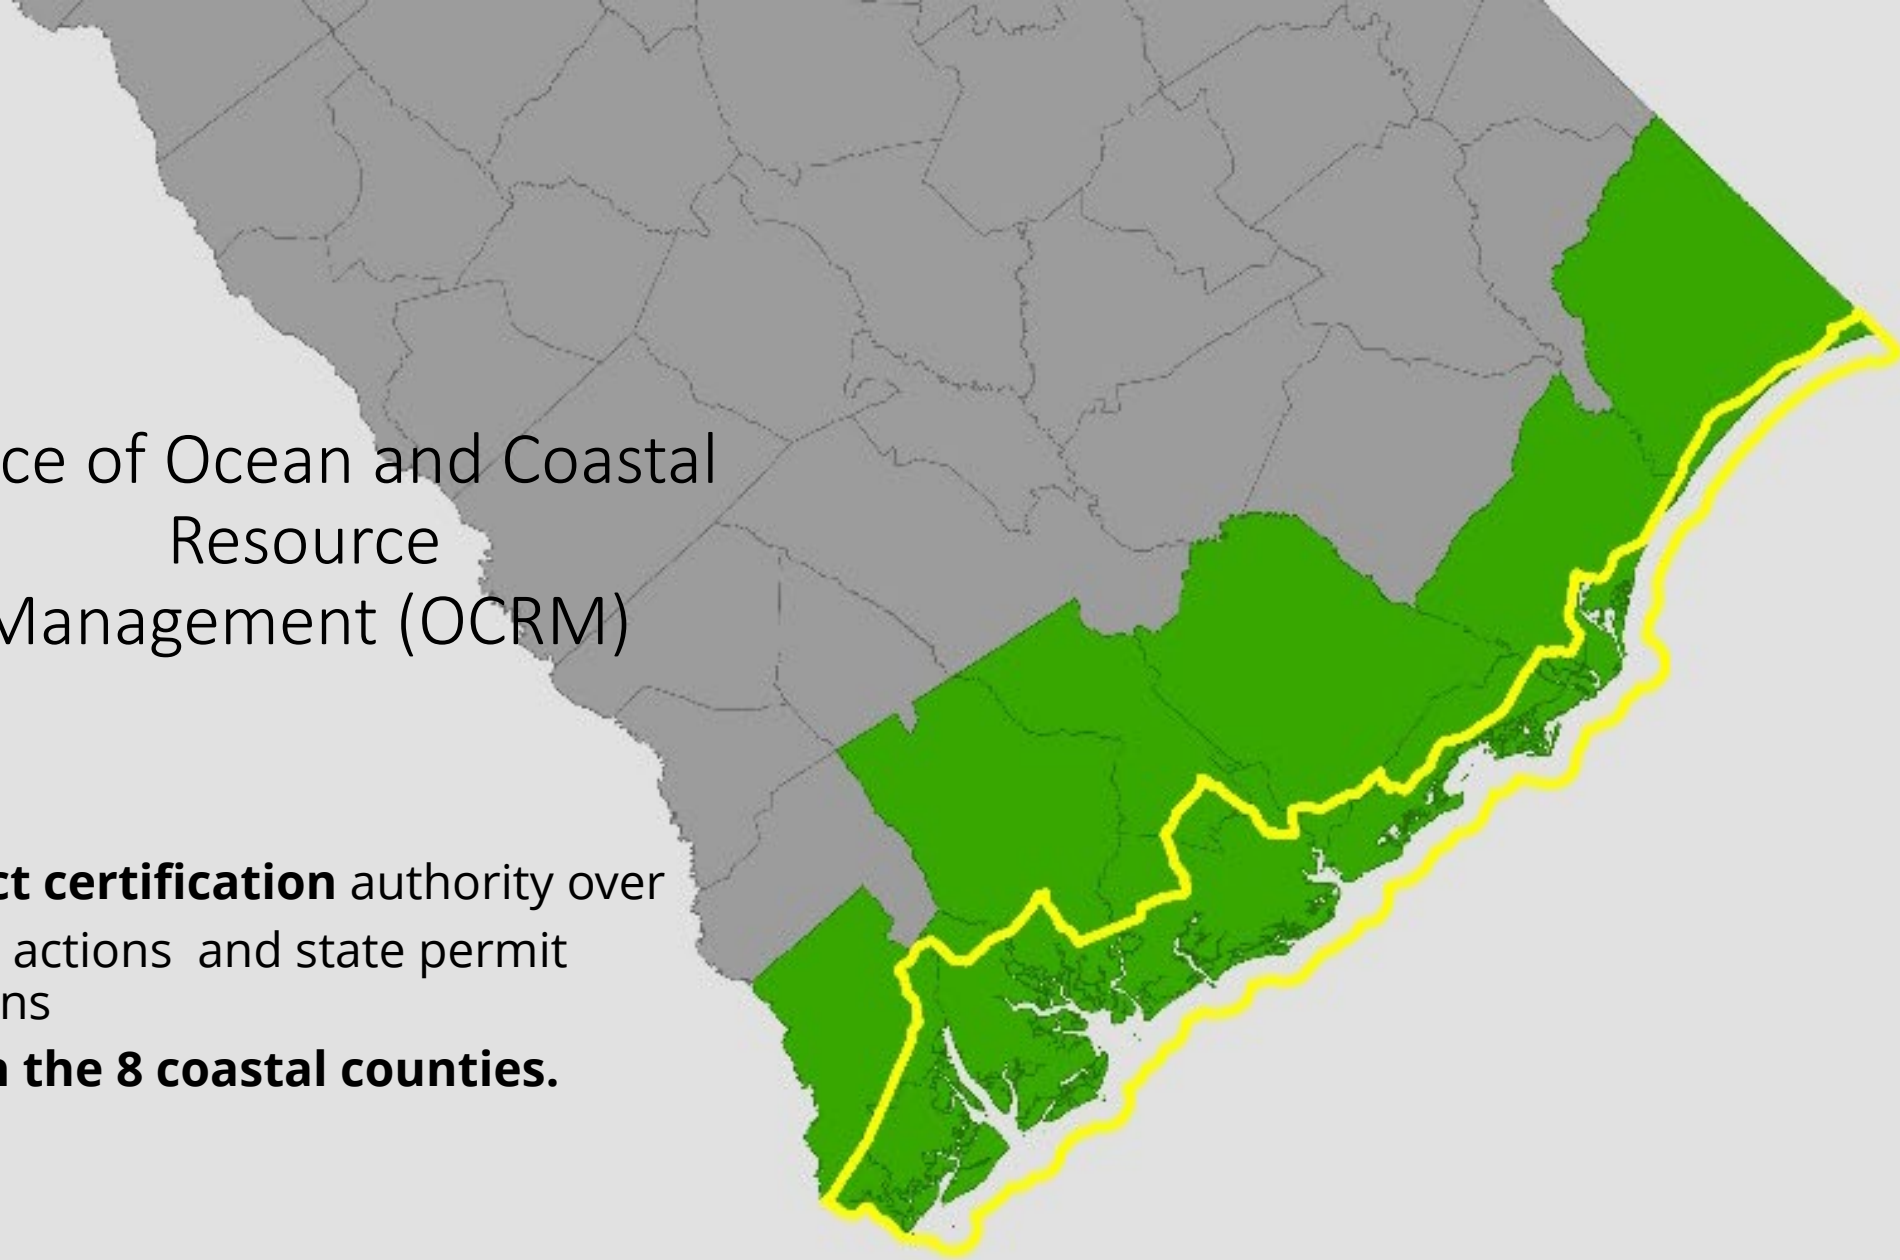 ce of Ocean and Coastal
Resource
Management (OCRM)
ct certification authority over
actions and state permit
ns
the 8 coastal counties.